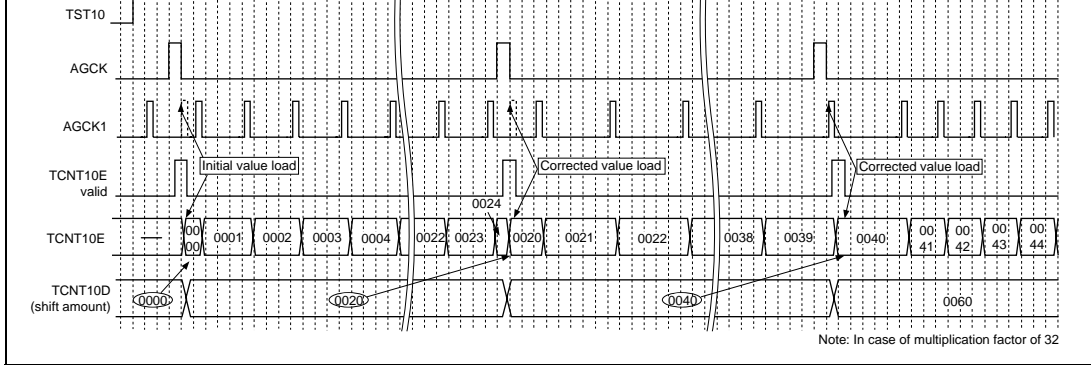 TST10
AGCK
AGCK1
Initial value load
Corrected value load
Corrected value load
TCNT10E
valid
0024
TCNT10E
00
00
0001
0002
0003
0004
0022
0023
0020
0021
0022
0038
0039
0040
00
41
00
42
00
43
00
44
TCNT10D
(shift amount)
0000
0020
0040
0060
Note: In case of multiplication factor of 32